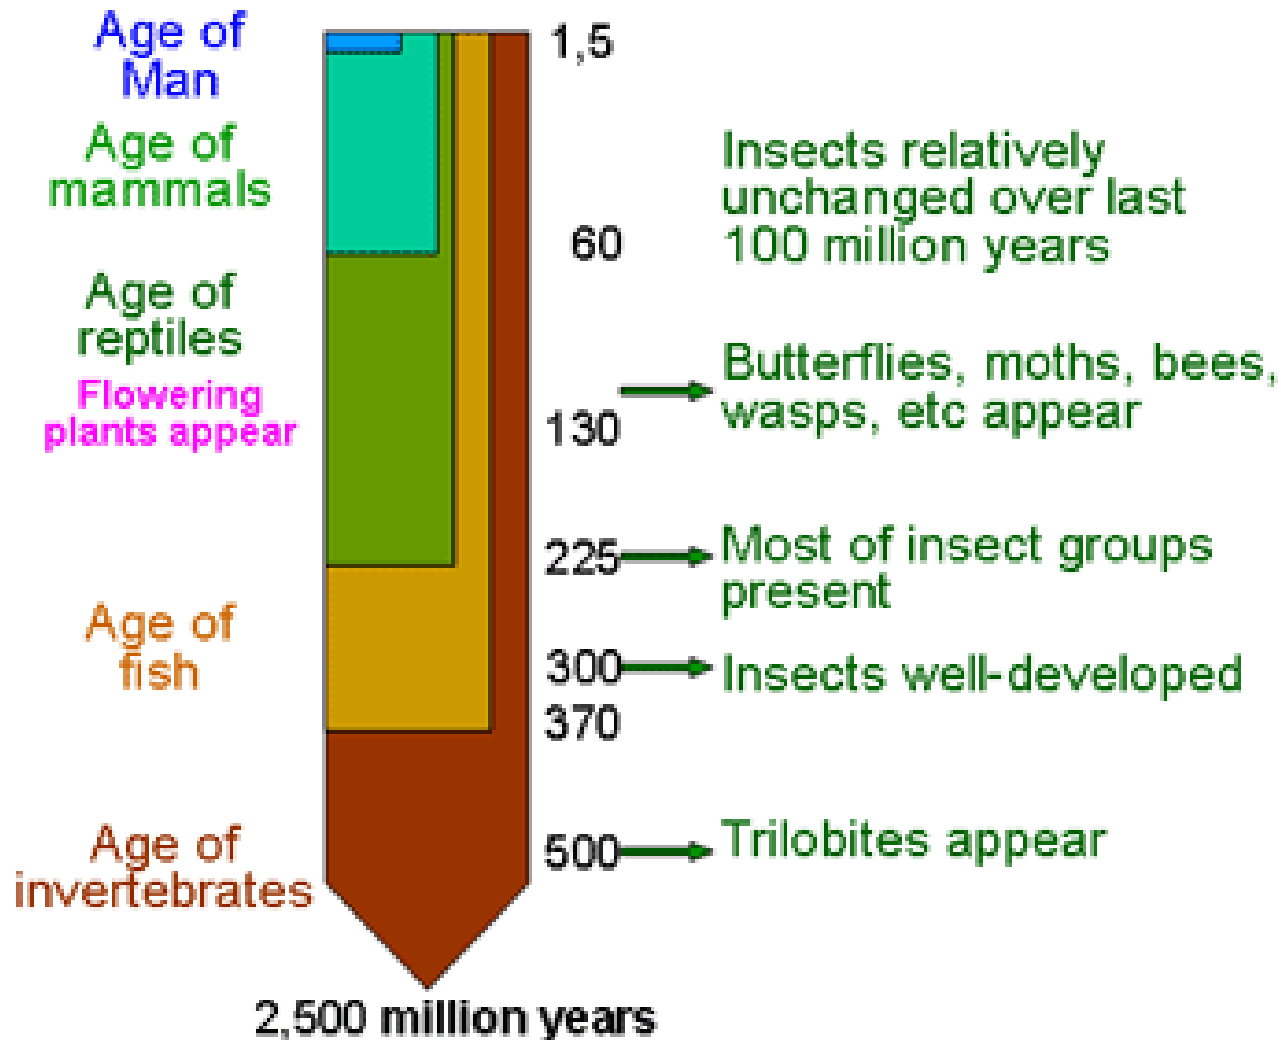 Age of
Man
1,5
Age of
mammals
Insects relatively
unchanged over last
100 million years
60
Age of
reptiles
Flowering
plants appear
Butterflies, moths, bees,
wasps, etc appear
130
225
Most of insect groups
present
Age of
fish
300
Insects well-developed
370
Age of
invertebrates
500
Trilobites appear
2,500 million years